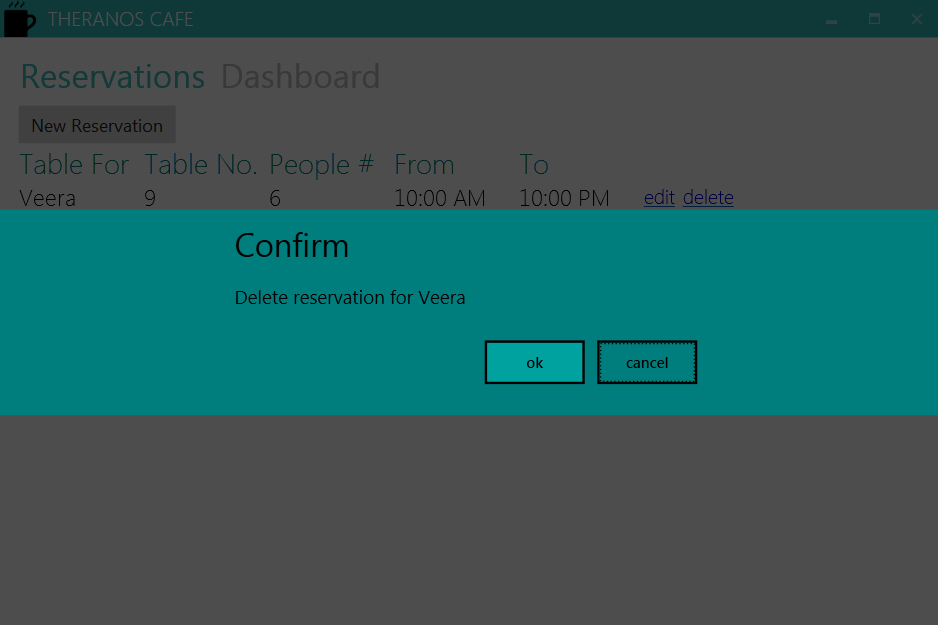 THERANOS CAFE
Reservations Dashboard
New Reservation
Table For Table No. People # From To
Veera 9 6 10:00 AM 10:00 PM edit delete
Confirm
Delete reservation for Veera
ok cancel